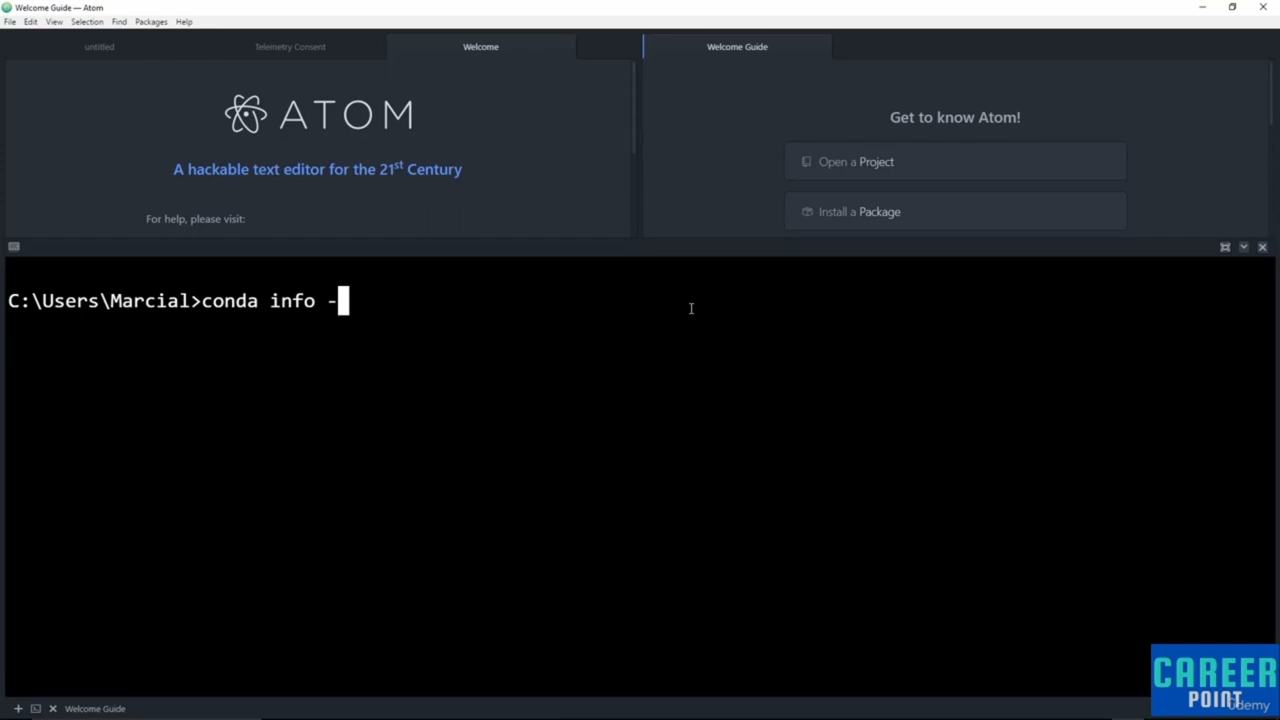 Welcome Guide — Atom
File Edit View Selection Find Packages Help
untitled Telemetry Consent Welcome Welcome Guide
ATOM
A hackable text editor for the 21st Century
For help, please visit:
Get to know Atom!
Open a Project
Install a Package
C:\Users\Marcial>conda info -
Welcome Guide
CAREER
POINT
Udemy